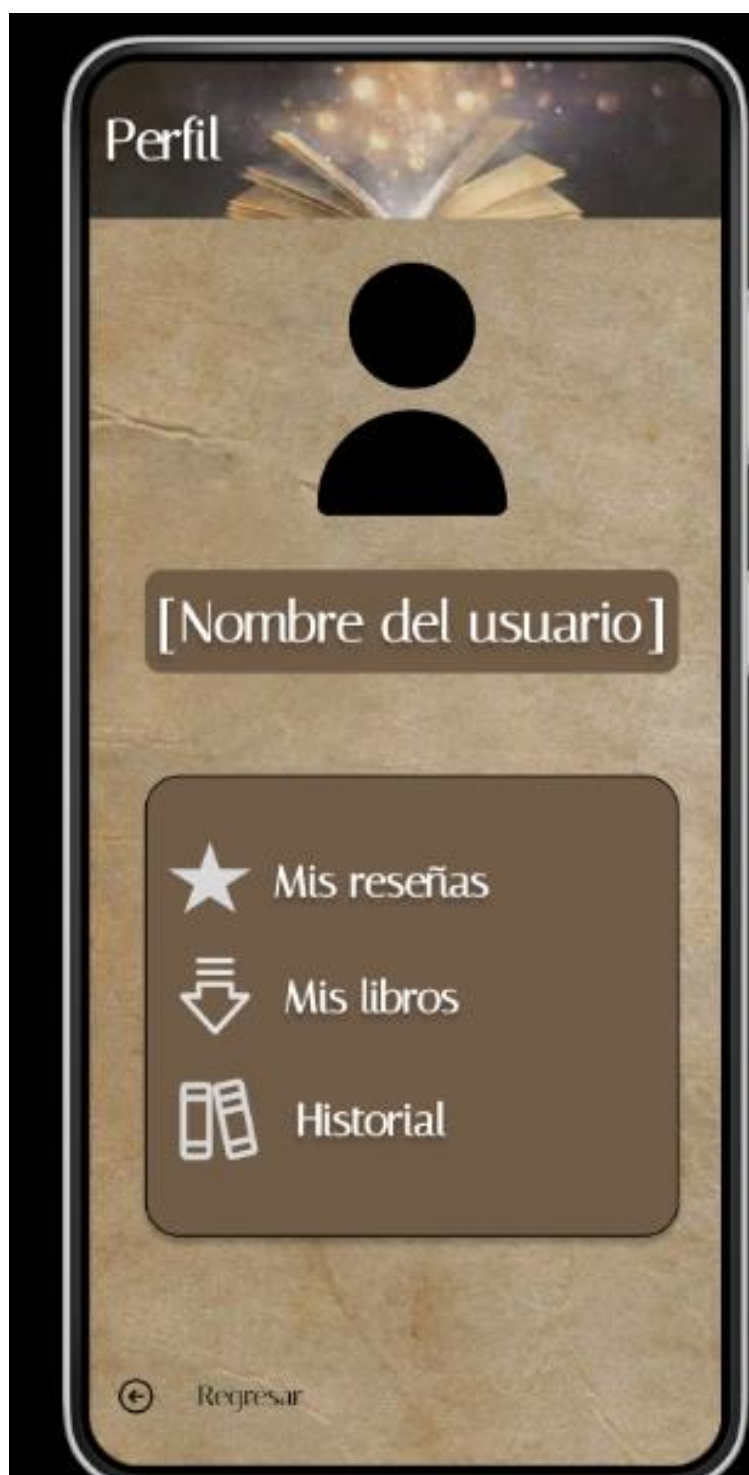 Perfil
[Nombre del usuario]
Mis reseñas
Mis libros
Historial
Regresar